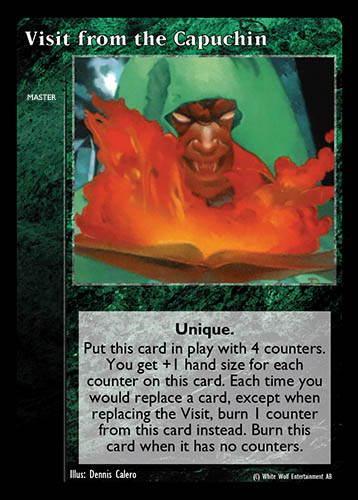 Visit from the Capuchin
MASTER
Unique.
Put this card in play with 4 counters.
You get +1 hand size for each
counter on this card. Each time you
would replace a card, except when
replacing the Visit, burn 1 counter
from this card instead. Burn this
card when it has no counters.
Illus: Dennis Calero
(C) White Wolf Entertainment AB